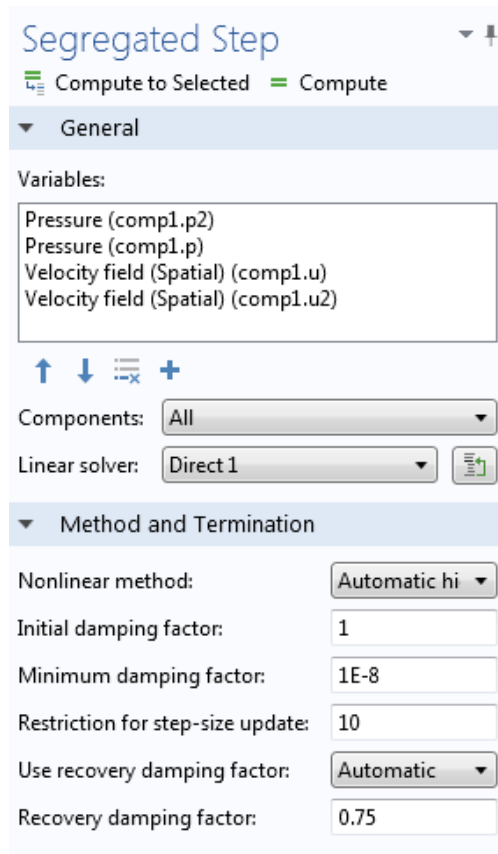 Segregated Step
Compute to Selected = Compute
General
Variables:
Pressure (comp1.p2)
Pressure (comp1.p)
Velocity field (Spatial) (comp1.u)
Velocity field (Spatial) (comp1.u2)
Components: All
Linear solver: Direct 1
Method and Termination
Nonlinear method: Automatic hi
Initial damping factor: 1
Minimum damping factor: 1E-8
Restriction for step-size update: 10
Use recovery damping factor: Automatic
Recovery damping factor: 0.75